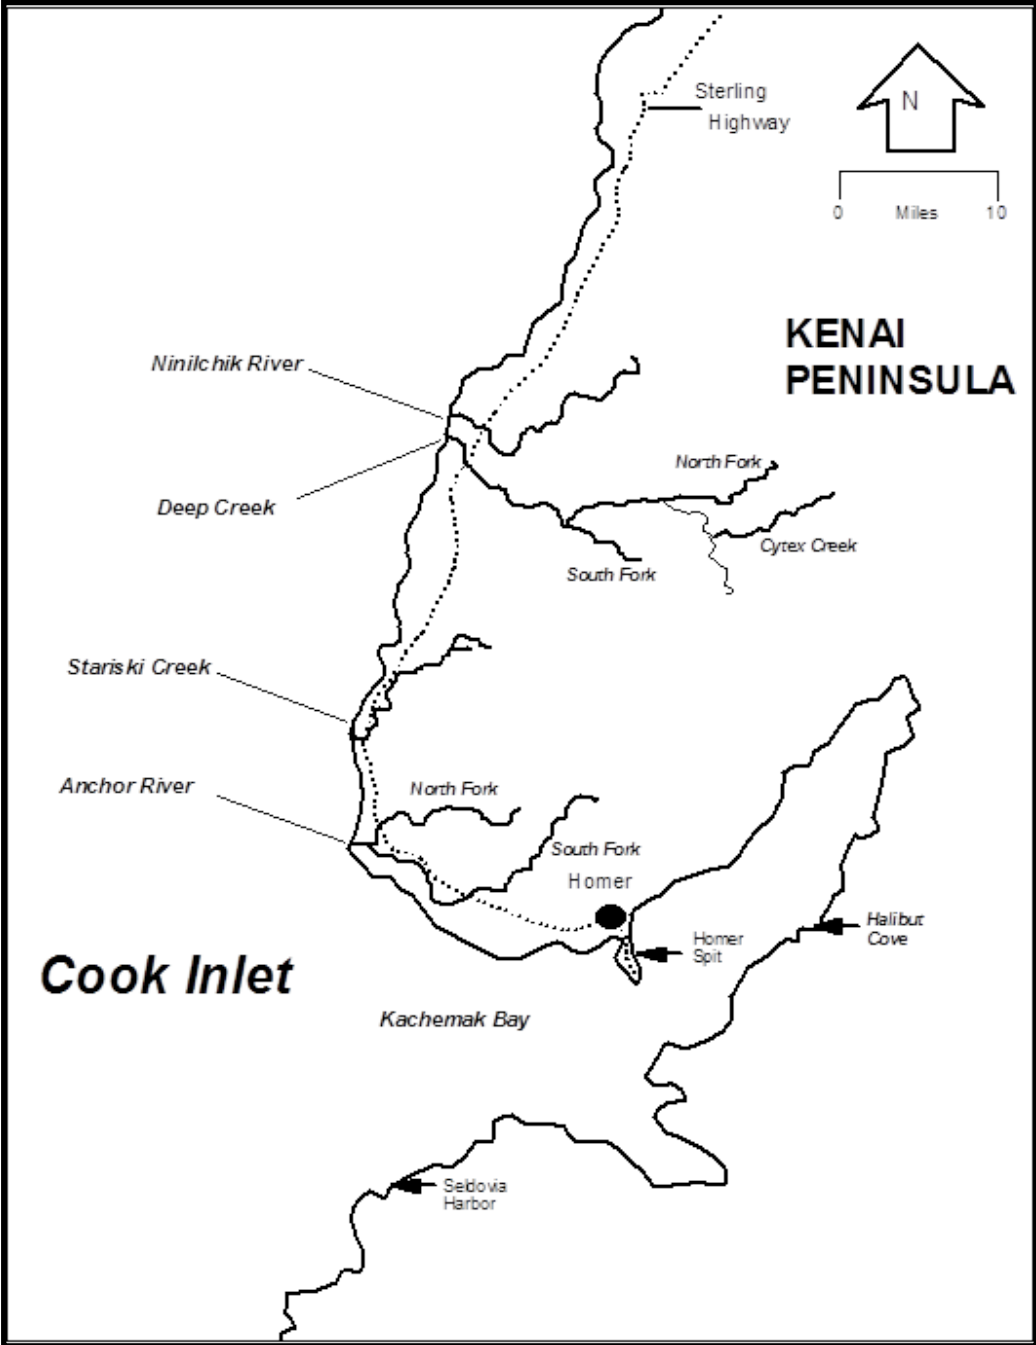 Sterling
Highway
N
0 Miles 10
KENAI
PENINSULA
Ninilchik River
North Fork
Deep Creek
Cytex Creek
South Fork
Stariski Creek
Anchor River
North Fork
South Fork
Homer
Halibut
Cove
Homer
Spit
Cook Inlet
Kachemak Bay
Seldovia
Harbor